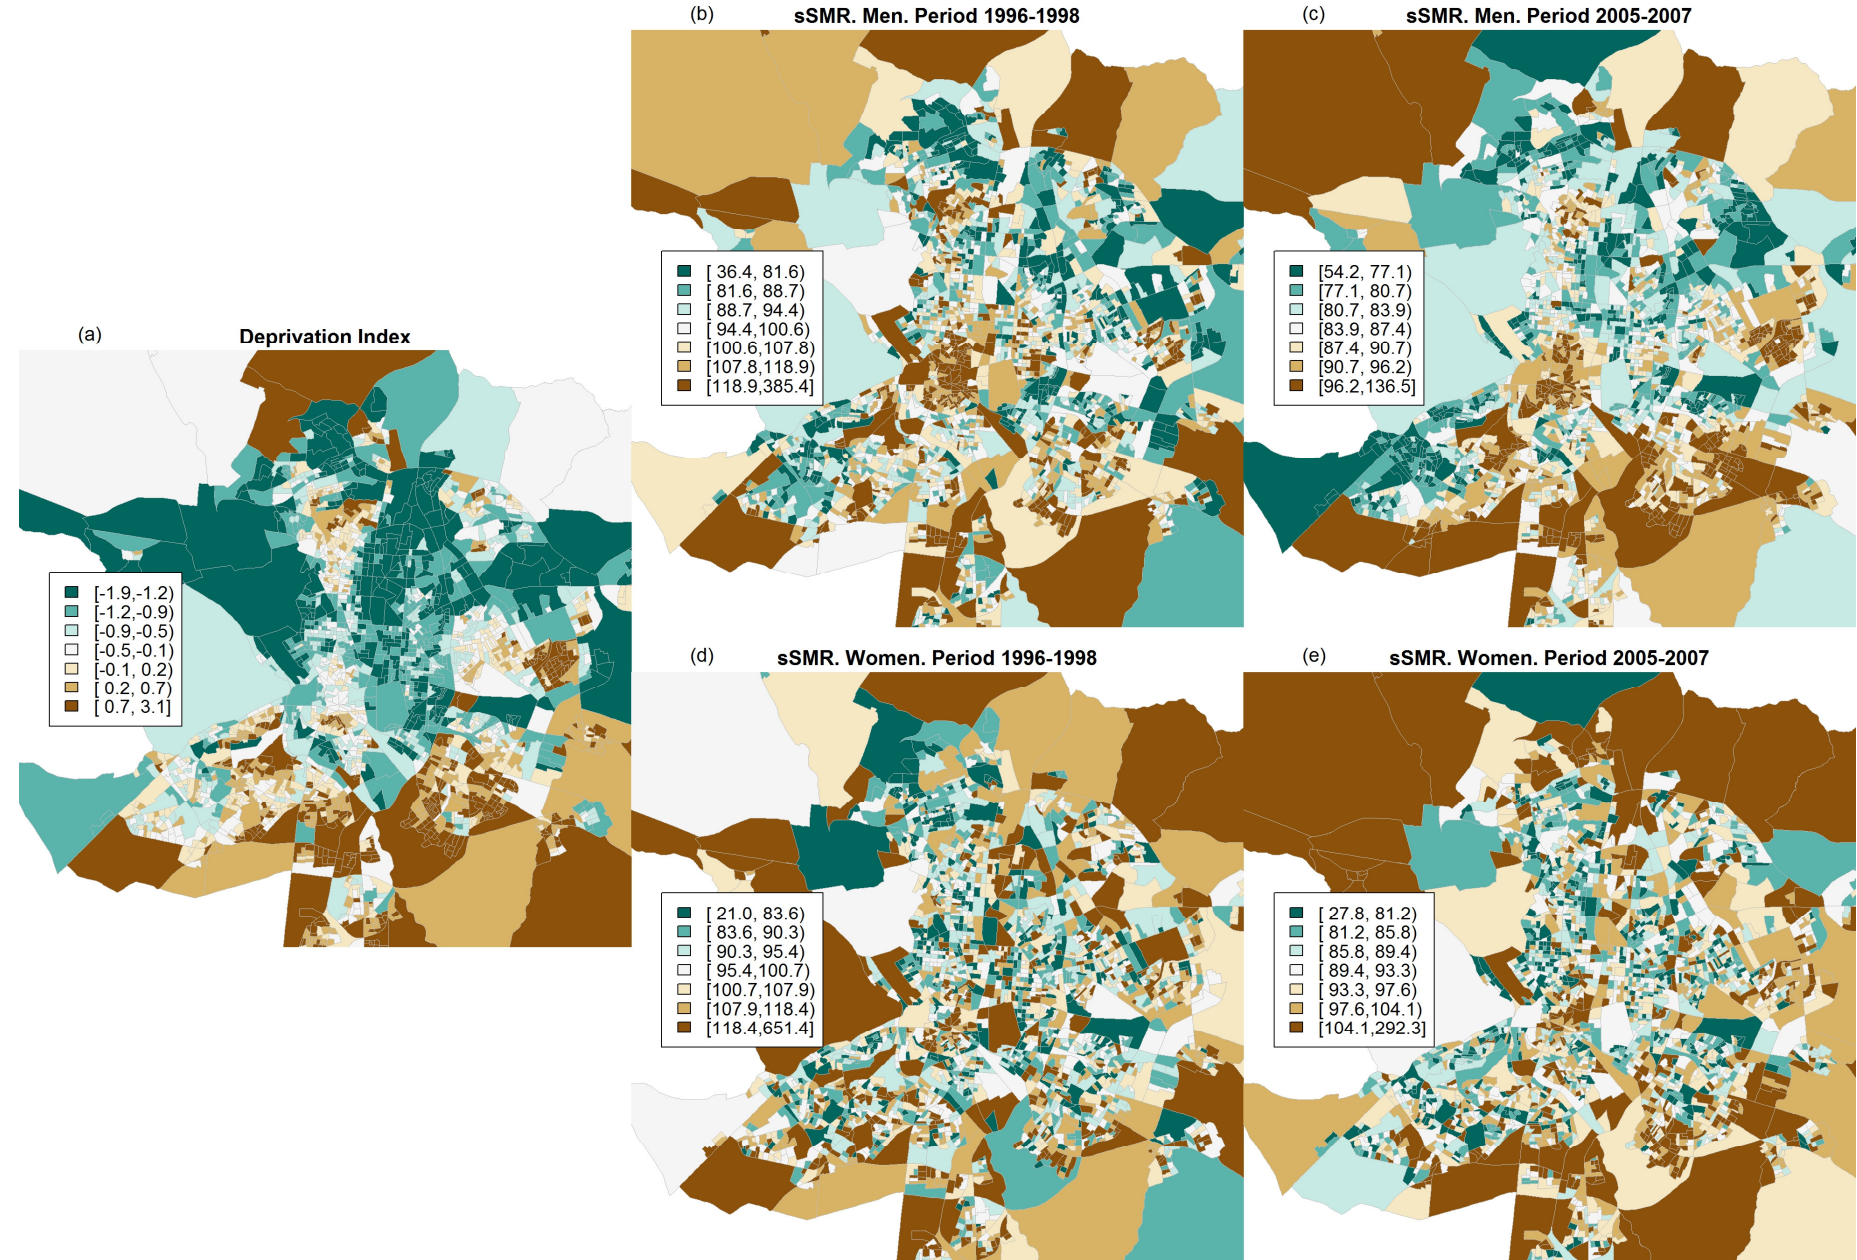 (b) sSMR. Men. Period 1996-1998
[ 36.4, 81.6)
[ 81.6, 88.7)
[ 88.7, 94.4)
[ 94.4,100.6)
[100.6,107.8)
[107.8,118.9)
[118.9,385.4]
(c) sSMR. Men. Period 2005-2007
[54.2, 77.1)
[77.1, 80.7)
[80.7, 83.9)
[83.9, 87.4)
[87.4, 90.7)
[90.7, 96.2)
[96.2,136.5]
(a) Deprivation Index
[-1.9,-1.2)
[-1.2,-0.9)
[-0.9,-0.5)
[-0.5,-0.1)
[-0.1, 0.2)
[ 0.2, 0.7)
[ 0.7, 3.1]
(d) sSMR. Women. Period 1996-1998
[ 21.0, 83.6)
[ 83.6, 90.3)
[ 90.3, 95.4)
[ 95.4,100.7)
[100.7,107.9)
[107.9,118.4)
[118.4,651.4]
(e) sSMR. Women. Period 2005-2007
[ 27.8, 81.2)
[ 81.2, 85.8)
[ 85.8, 89.4)
[ 89.4, 93.3)
[ 93.3, 97.6)
[ 97.6,104.1)
[104.1,292.3]